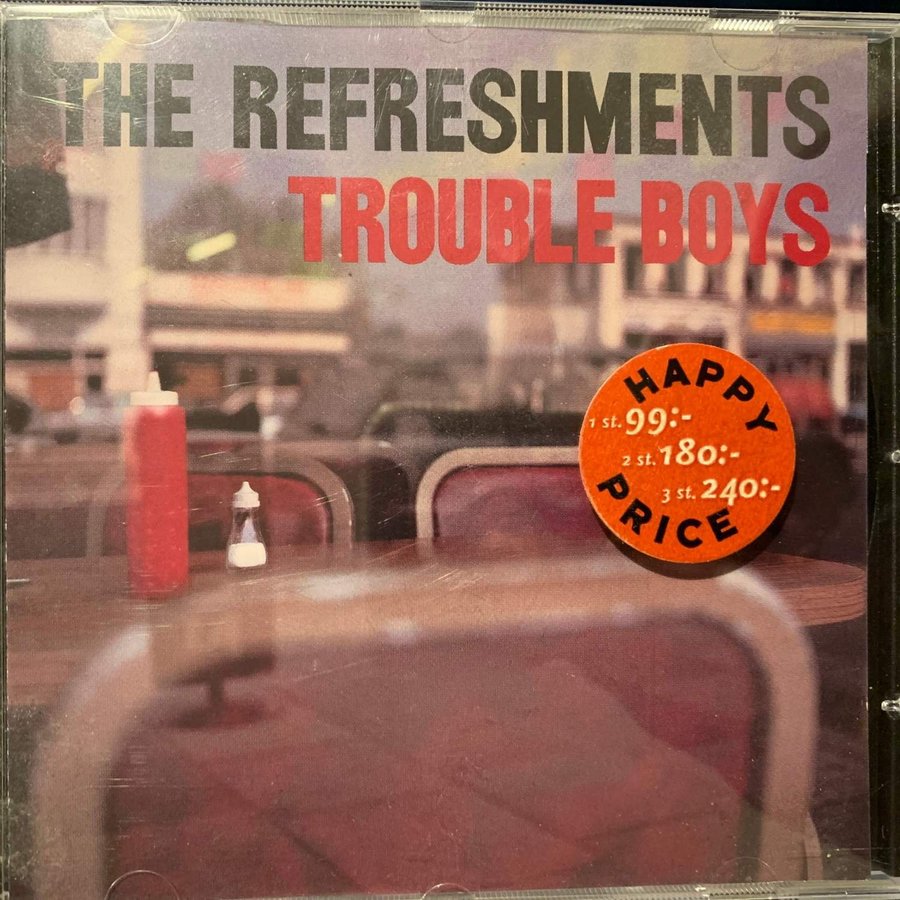 THE REFRESHMENTS
TROUBLE BOYS
HAPPY
1 st. 99:-
2 st. 180:-
3 st. 240:-
PRICE